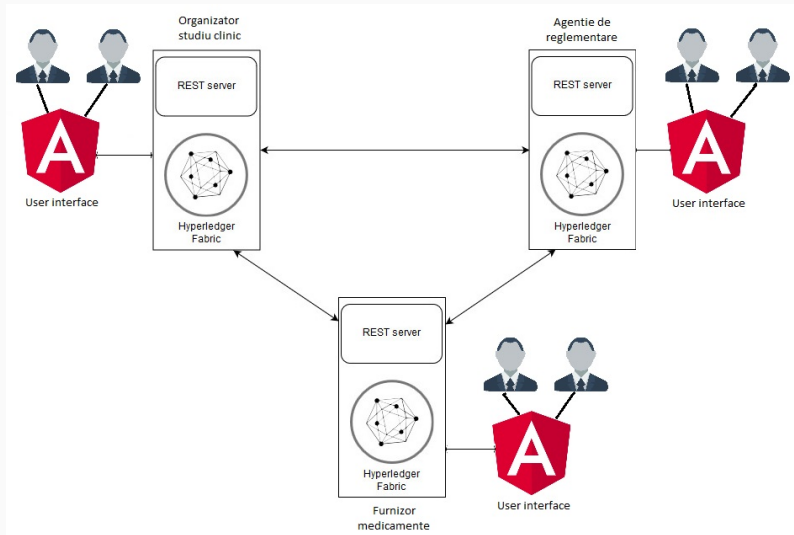 Organizator
studiu clinic
REST server
Hyperledger
Fabric
A
User interface
Agentie de
reglementare
REST server
Hyperledger
Fabric
A
User interface
REST server
Hyperledger
Fabric
Furnizor
medicamente
A
User interface